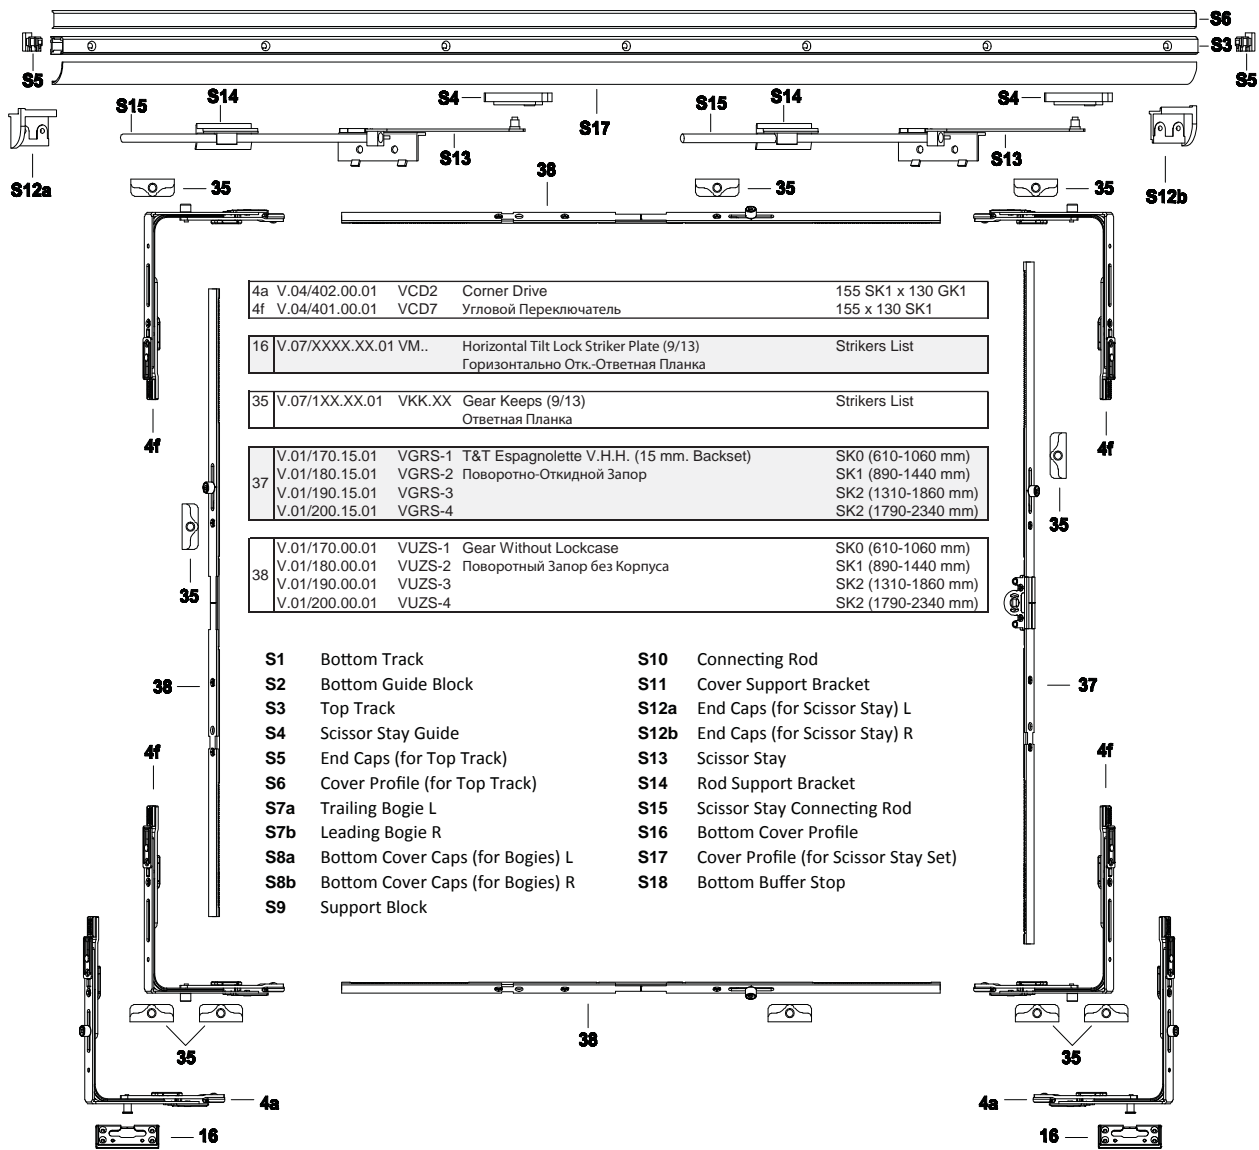 S6
S3
S5
S5
S15
S14
S4
S17
S15
S14
S4
S13
S13
S12a
S12b
35
38
35
35
4a V.04/402.00.01 VCD2 Corner Drive 155 SK1 x 130 GK1
4f V.04/401.00.01 VCD7 Угловой Переключатель 155 x 130 SK1
16 V.07/XXXX.XX.01 VM.. Horizontal Tilt Lock Striker Plate (9/13) Strikers List
Горизонтально Отк.-Ответная Планка
35 V.07/1XX.XX.01 VKK.XX Gear Keeps (9/13) Strikers List
Ответная Планка
4f
4f
37 V.01/170.15.01 VGRS-1 T&T Espagnolette V.H.H. (15 mm. Backset) SK0 (610-1060 mm)
V.01/180.15.01 VGRS-2 Поворотно-Откидной Запор SK1 (890-1440 mm)
V.01/190.15.01 VGRS-3 SK2 (1310-1860 mm)
V.01/200.15.01 VGRS-4 SK2 (1790-2340 mm)
35
38 V.01/170.00.01 VUZS-1 Gear Without Lockcase SK0 (610-1060 mm)
V.01/180.00.01 VUZS-2 Поворотный Запор без Корпуса SK1 (890-1440 mm)
V.01/190.00.01 VUZS-3 SK2 (1310-1860 mm)
V.01/200.00.01 VUZS-4 SK2 (1790-2340 mm)
35
38
37
S1 Bottom Track
S2 Bottom Guide Block
S3 Top Track
S4 Scissor Stay Guide
S5 End Caps (for Top Track)
S6 Cover Profile (for Top Track)
S7a Trailing Bogie L
S7b Leading Bogie R
S8a Bottom Cover Caps (for Bogies) L
S8b Bottom Cover Caps (for Bogies) R
S9 Support Block
S10 Connecting Rod
S11 Cover Support Bracket
S12a End Caps (for Scissor Stay) L
S12b End Caps (for Scissor Stay) R
S13 Scissor Stay
S14 Rod Support Bracket
S15 Scissor Stay Connecting Rod
S16 Bottom Cover Profile
S17 Cover Profile (for Scissor Stay Set)
S18 Bottom Buffer Stop
4f
4f
35
38
35
4a
4a
16
16